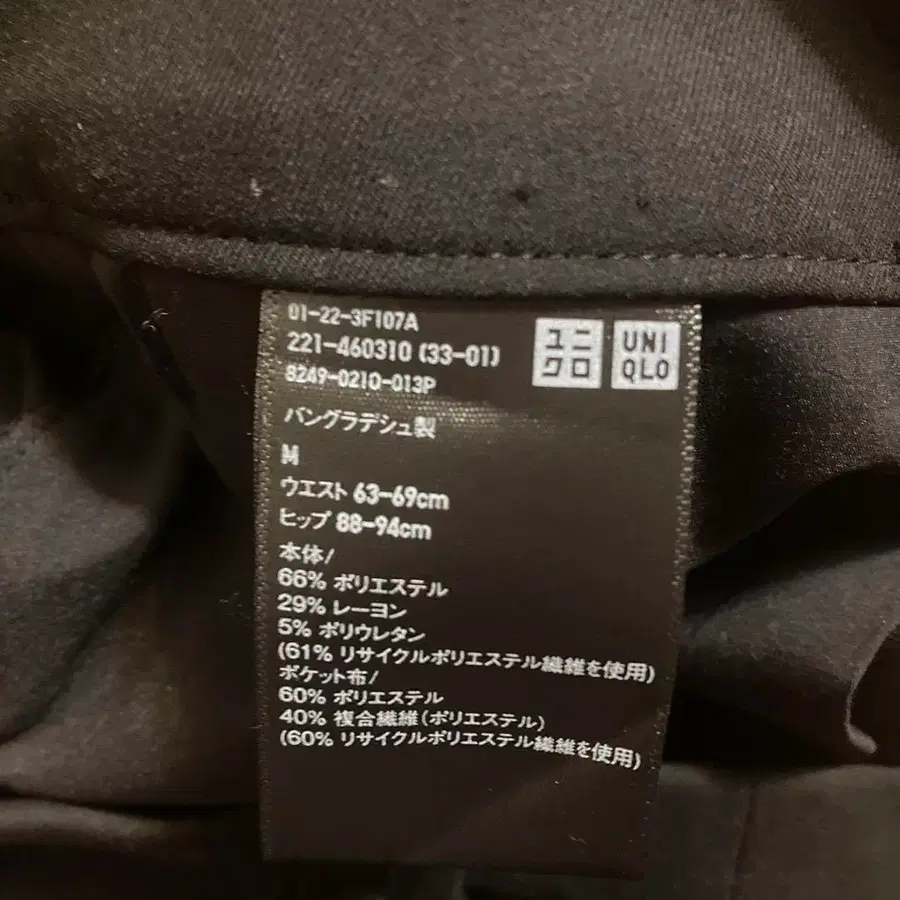 01-22-3F107A
221-460310 (33-01)
8249-0210-013P
ユニ
クロ
UNI
QLO
バングラデシュ製
M
ウエスト 63-69cm
ヒップ 88-94cm
本体/
66% ポリエステル
29% レーヨン
5% ポリウレタン
(61% リサイクルポリエステル繊維を使用)
ポケット布/
60% ポリエステル
40% 複合繊維(ポリエステル)
(60% リサイクルポリエステル繊維を使用)